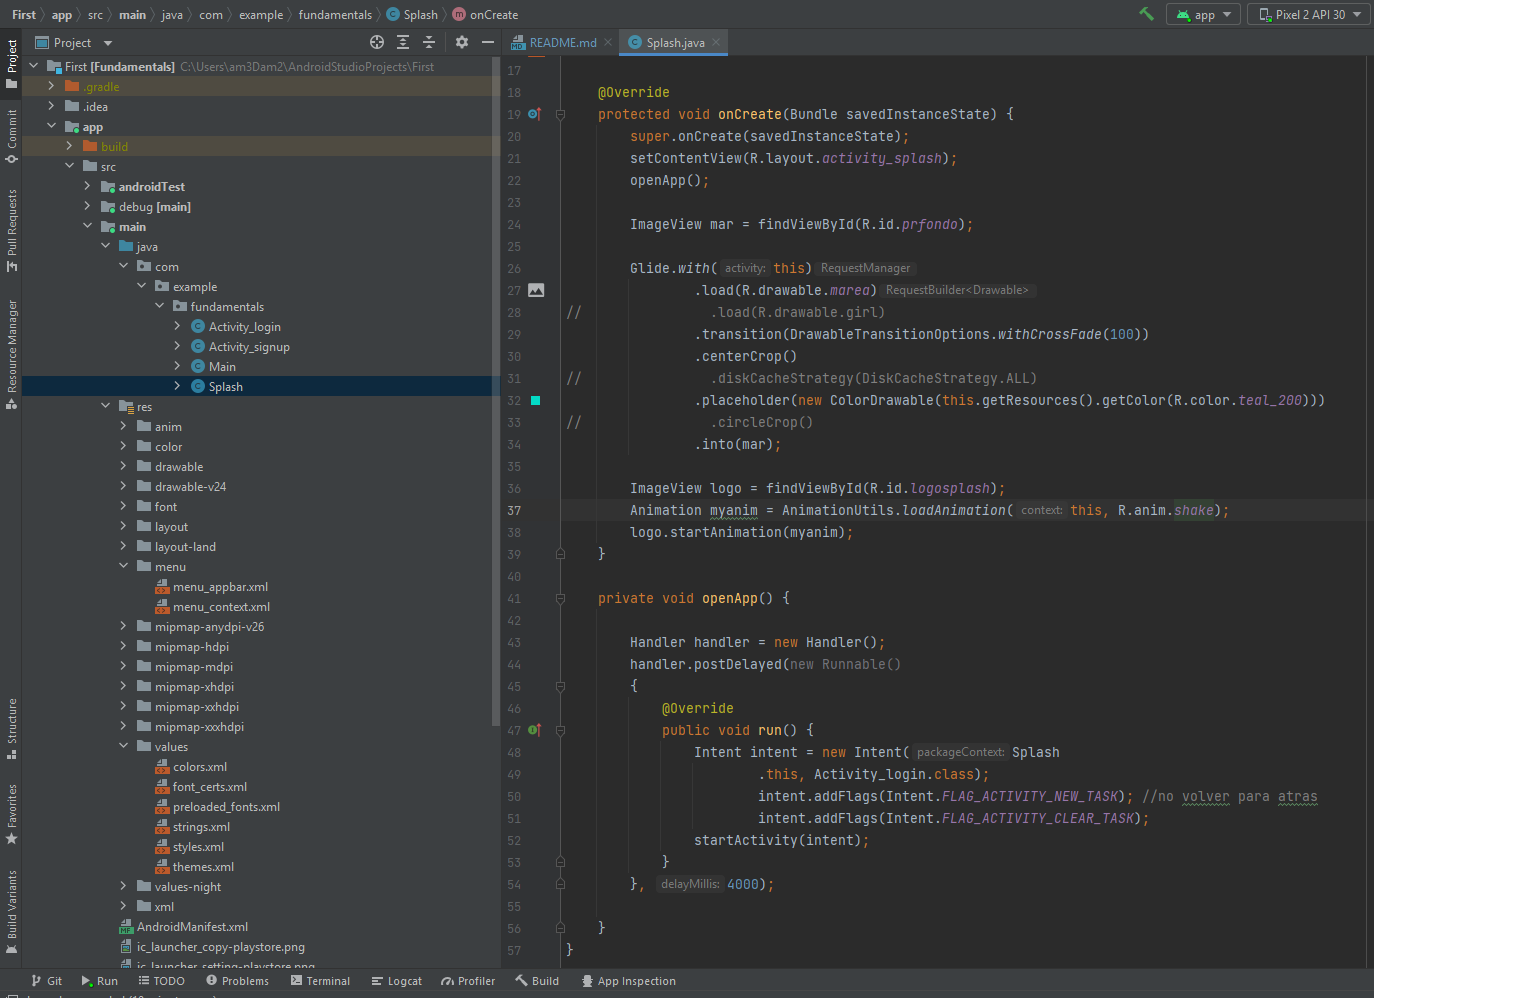 First app src main java com example fundamentals Splash onCreate
app
Pixel 2 API 30
Project
README.md
Splash.java
Project
Commit
Pull Requests
Resource Manager
Structure
Favorites
Build Variants
First [Fundamentals] C:\Users\am3Dam2\AndroidStudioProjects\First
.gradle
.idea
app
build
src
androidTest
debug [main]
main
java
com
example
fundamentals
Activity_login
Activity_signup
Main
Splash
res
anim
color
drawable
drawable-v24
font
layout
layout-land
menu
menu_appbar.xml
menu_context.xml
mipmap-anydpi-v26
mipmap-hdpi
mipmap-mdpi
mipmap-xhdpi
mipmap-xxhdpi
mipmap-xxxhdpi
values
colors.xml
font_certs.xml
preloaded_fonts.xml
strings.xml
styles.xml
themes.xml
values-night
xml
AndroidManifest.xml
ic_launcher_copy-playstore.png
ic_launcher_setting-playstore.png
17
18 @Override
19 protected void onCreate(Bundle savedInstanceState) {
20 super.onCreate(savedInstanceState);
21 setContentView(R.layout.activity_splash);
22 openApp();
23
24 ImageView mar = findViewById(R.id.prfondo);
25
26 Glide.with( activity: this) RequestManager
27 .load(R.drawable.marea) RequestBuilder<Drawable>
28 // .load(R.drawable.girl)
29 .transition(DrawableTransitionOptions.withCrossFade(100))
30 .centerCrop()
31 // .diskCacheStrategy(DiskCacheStrategy.ALL)
32 .placeholder(new ColorDrawable(this.getResources().getColor(R.color.teal_200)))
33 // .circleCrop()
34 .into(mar);
35
36 ImageView logo = findViewById(R.id.logosplash);
37 Animation myanim = AnimationUtils.loadAnimation( context: this, R.anim.shake);
38 logo.startAnimation(myanim);
39 }
40
41 private void openApp() {
42
43 Handler handler = new Handler();
44 handler.postDelayed(new Runnable()
45 {
46 @Override
47 public void run() {
48 Intent intent = new Intent( packageContext: Splash
49 .this, Activity_login.class);
50 intent.addFlags(Intent.FLAG_ACTIVITY_NEW_TASK); //no volver para atras
51 intent.addFlags(Intent.FLAG_ACTIVITY_CLEAR_TASK);
52 startActivity(intent);
53 }
54 }, delayMillis: 4000);
55
56 }
57 }
Git Run TODO Problems Terminal Logcat Profiler Build App Inspection